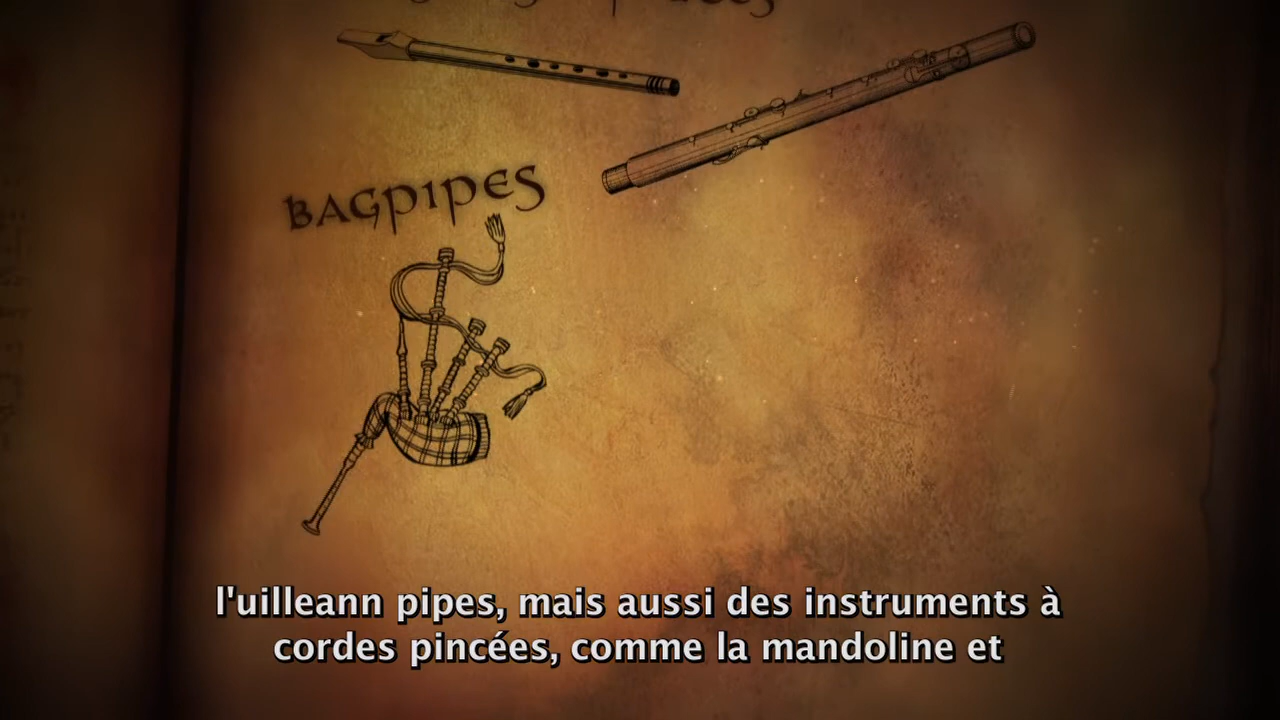 BAGPIPES
l'uilleann pipes, mais aussi des instruments à
cordes pincées, comme la mandoline et